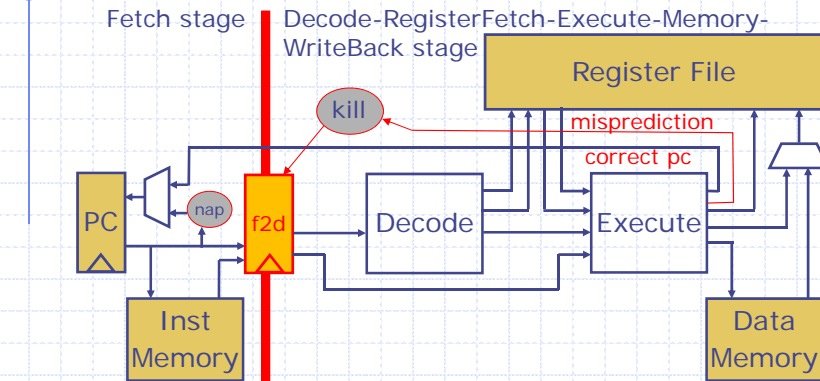 Fetch stage
Decode-RegisterFetch-Execute-Memory-
WriteBack stage
Register File
kill
misprediction
correct pc
PC
nap
f2d
Decode
Execute
Inst
Memory
Data
Memory